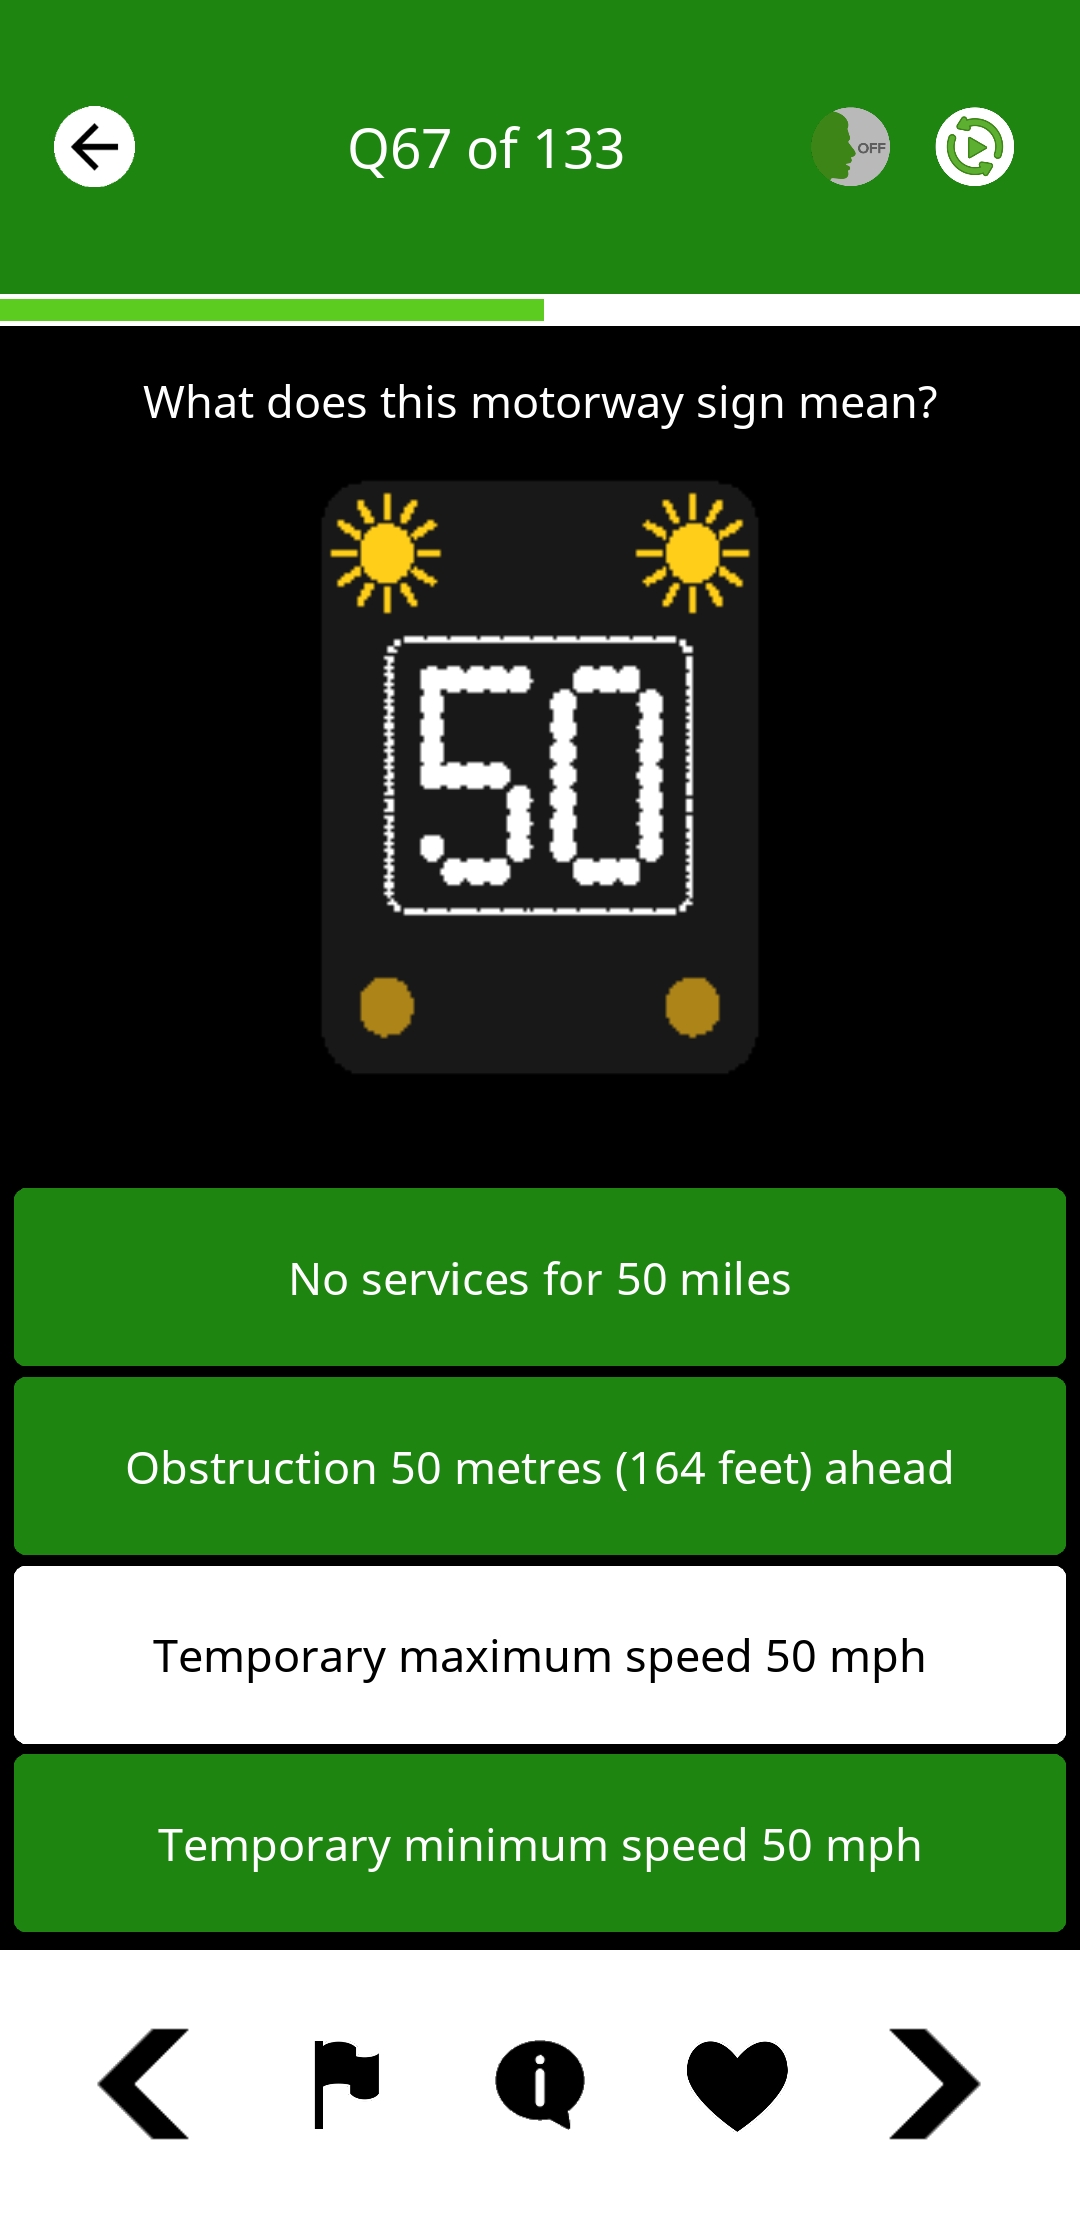 Q67 of 133
OFF
What does this motorway sign mean?
50
No services for 50 miles
Obstruction 50 metres (164 feet) ahead
Temporary maximum speed 50 mph
Temporary minimum speed 50 mph